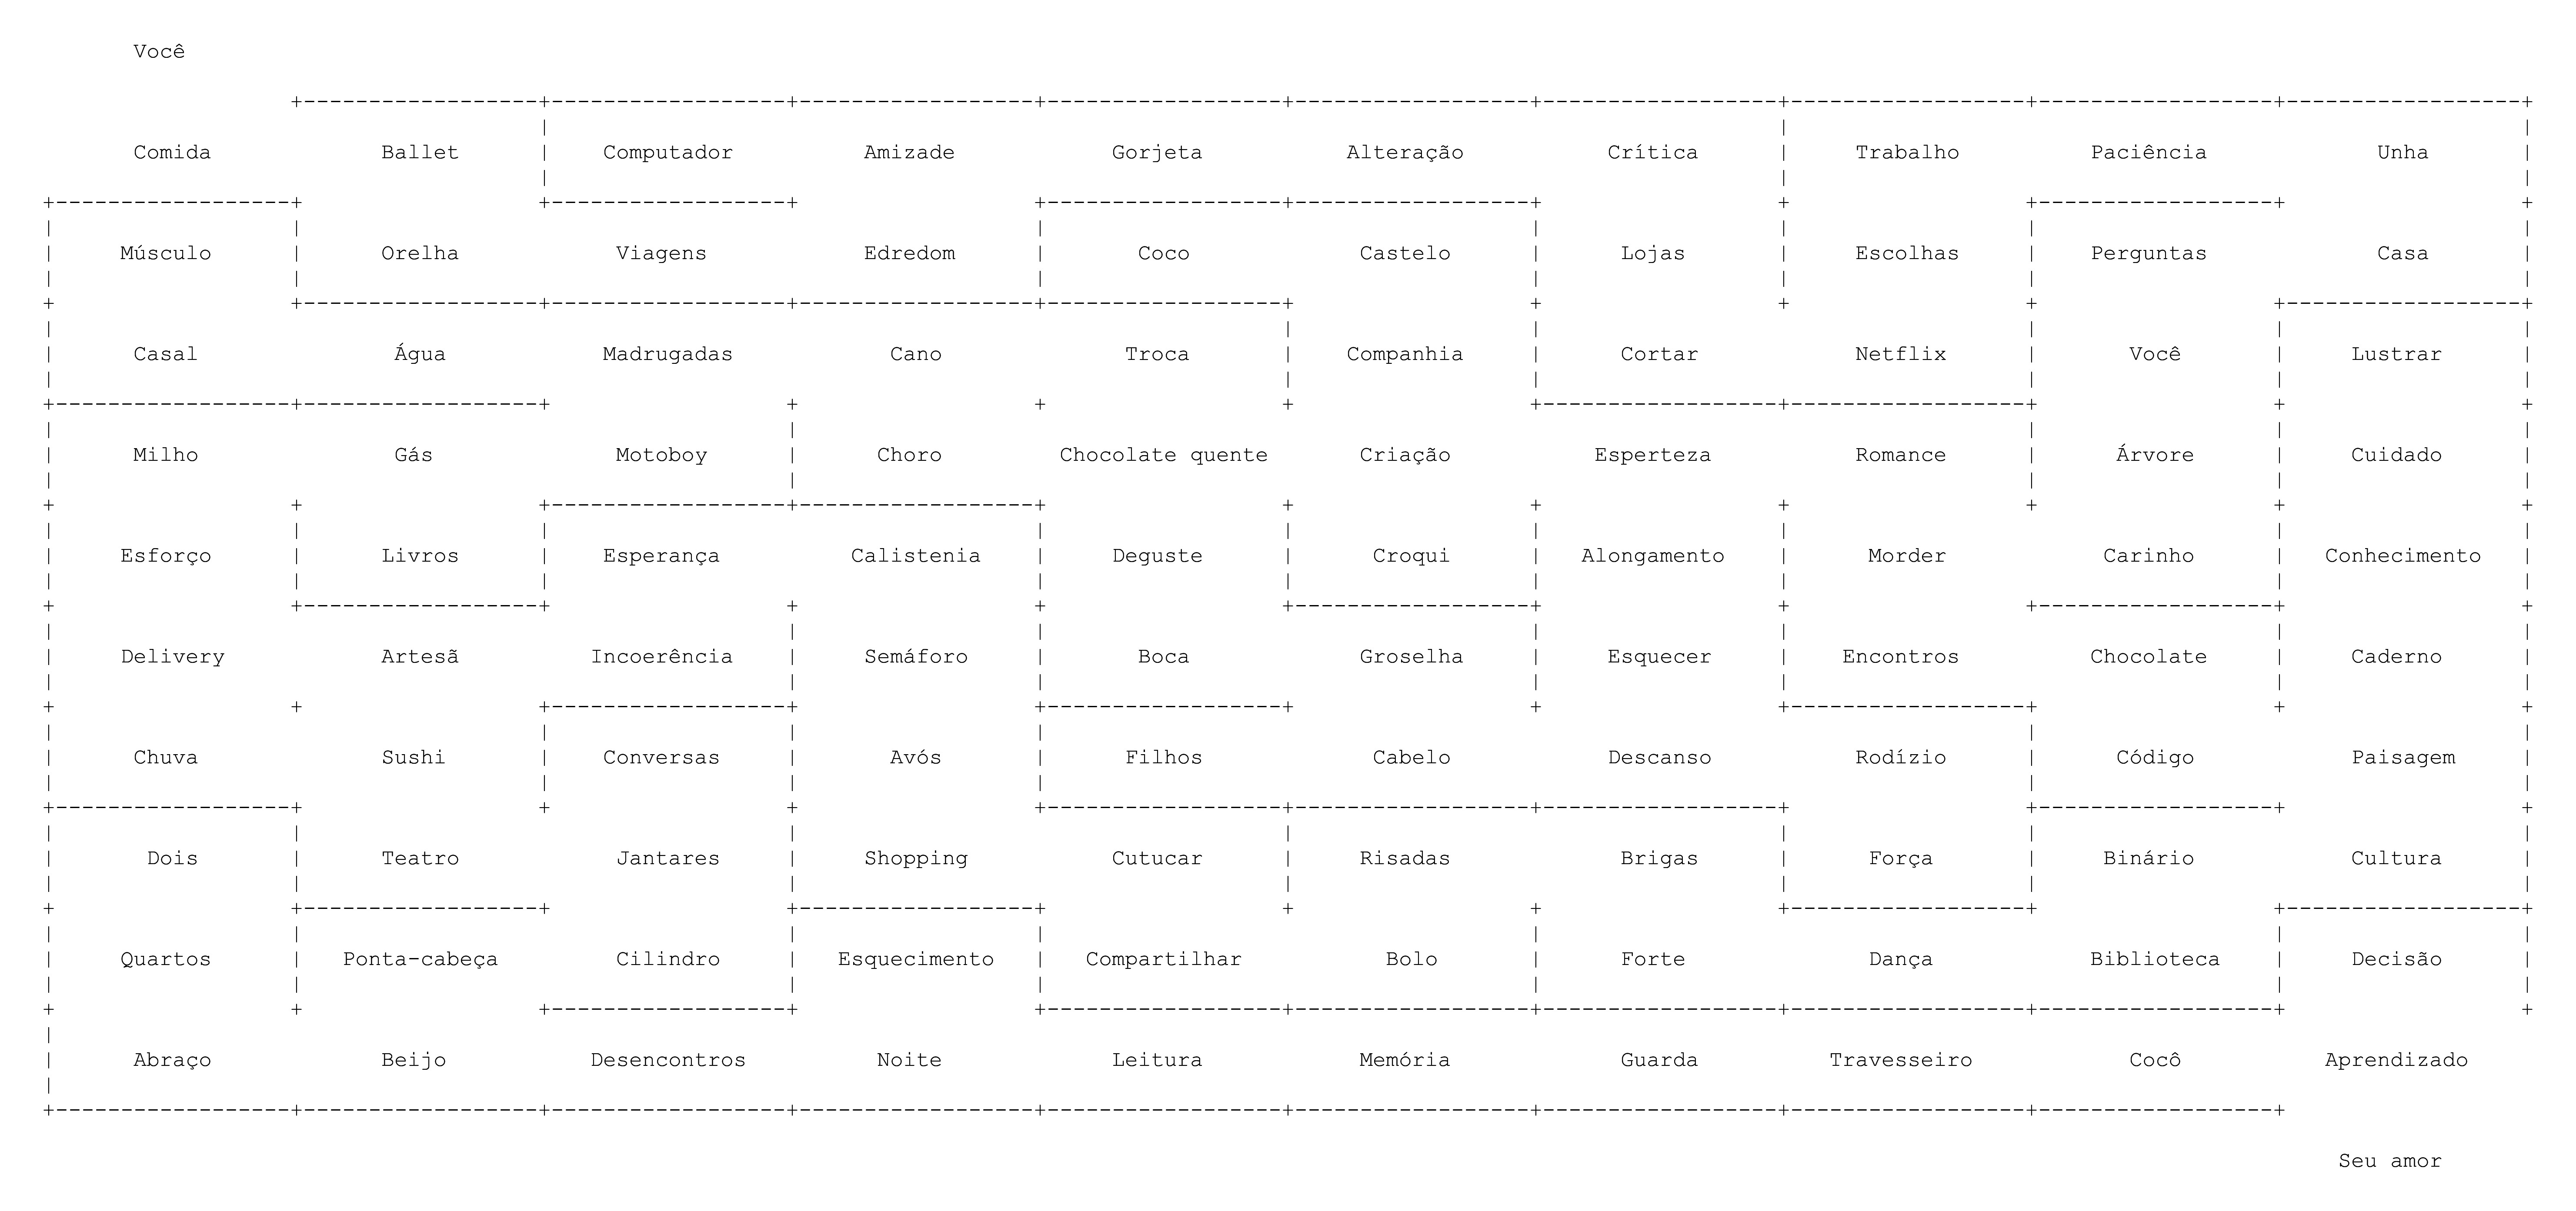 Você
Comida Ballet Computador Amizade Gorjeta Alteração Crítica Trabalho Paciência Unha
Músculo Orelha Viagens Edredom Coco Castelo Lojas Escolhas Perguntas Casa
Casal Água Madrugadas Cano Troca Companhia Cortar Netflix Você Lustrar
Milho Gás Motoboy Choro Chocolate quente Criação Esperteza Romance Árvore Cuidado
Esforço Livros Esperança Calistenia Deguste Croqui Alongamento Morder Carinho Conhecimento
Delivery Artesã Incoerência Semáforo Boca Groselha Esquecer Encontros Chocolate Caderno
Chuva Sushi Conversas Avós Filhos Cabelo Descanso Rodízio Código Paisagem
Dois Teatro Jantares Shopping Cutucar Risadas Brigas Força Binário Cultura
Quartos Ponta-cabeça Cilindro Esquecimento Compartilhar Bolo Forte Dança Biblioteca Decisão
Abraço Beijo Desencontros Noite Leitura Memória Guarda Travesseiro Cocô Aprendizado
Seu amor